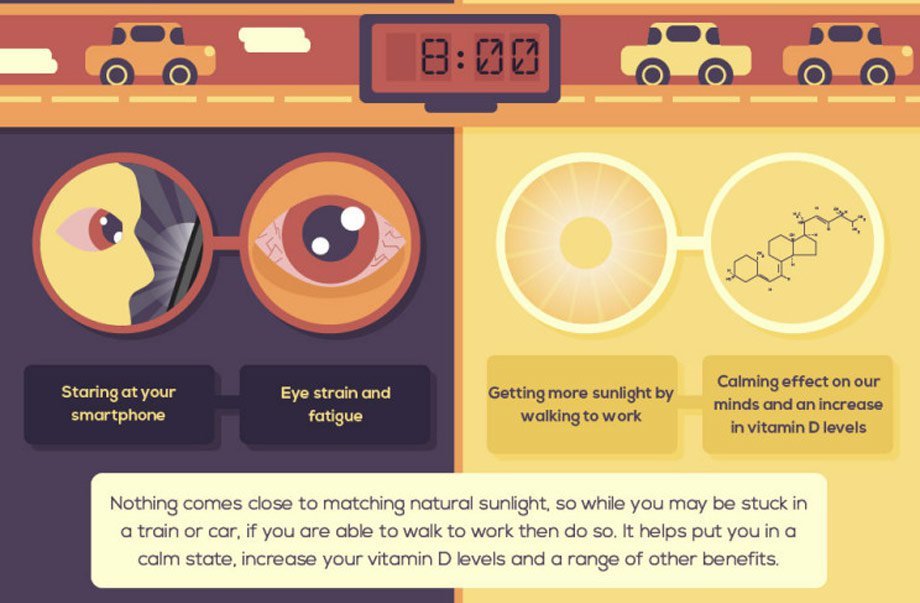 8:00
Staring at your
smartphone
Eye strain and
fatigue
Getting more sunlight by
walking to work
Calming effect on our
minds and an increase
in vitamin D levels
Nothing comes close to matching natural sunlight, so while you may be stuck in
a train or car, if you are able to walk to work then do so. It helps put you in a
calm state, increase your vitamin D levels and a range of other benefits.